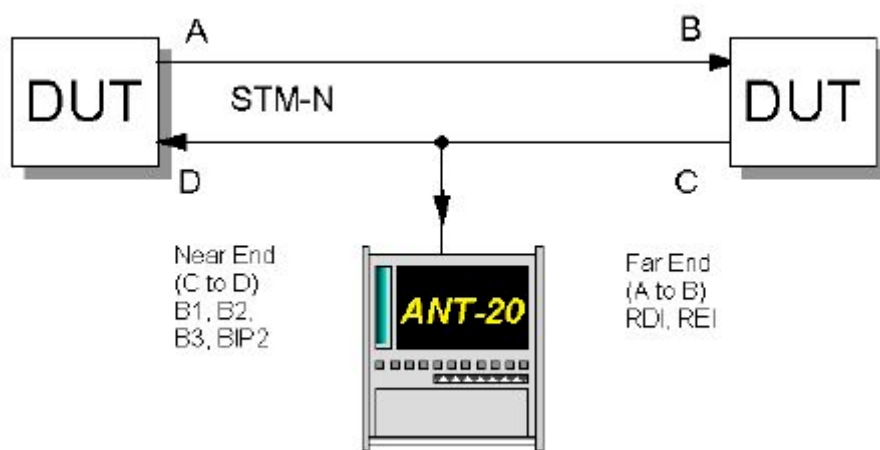 A
B
DUT
STM-N
DUT
D
C
Near End
(C to D)
B1, B2,
B3, BIP2
ANT-20
Far End
(A to B)
RDI, REI